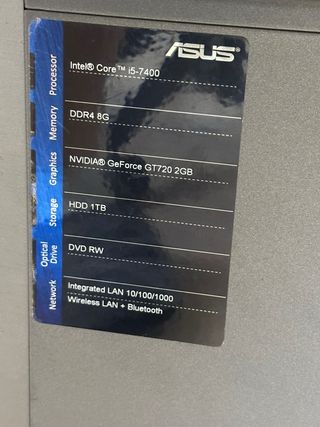 ASUS
Processor
Intel® Core™ i5-7400
Memory
DDR4 8G
Graphics
NVIDIA® GeForce GT720 2GB
Storage
HDD 1TB
Optical
Drive
DVD RW
Network
Integrated LAN 10/100/1000
Wireless LAN + Bluetooth